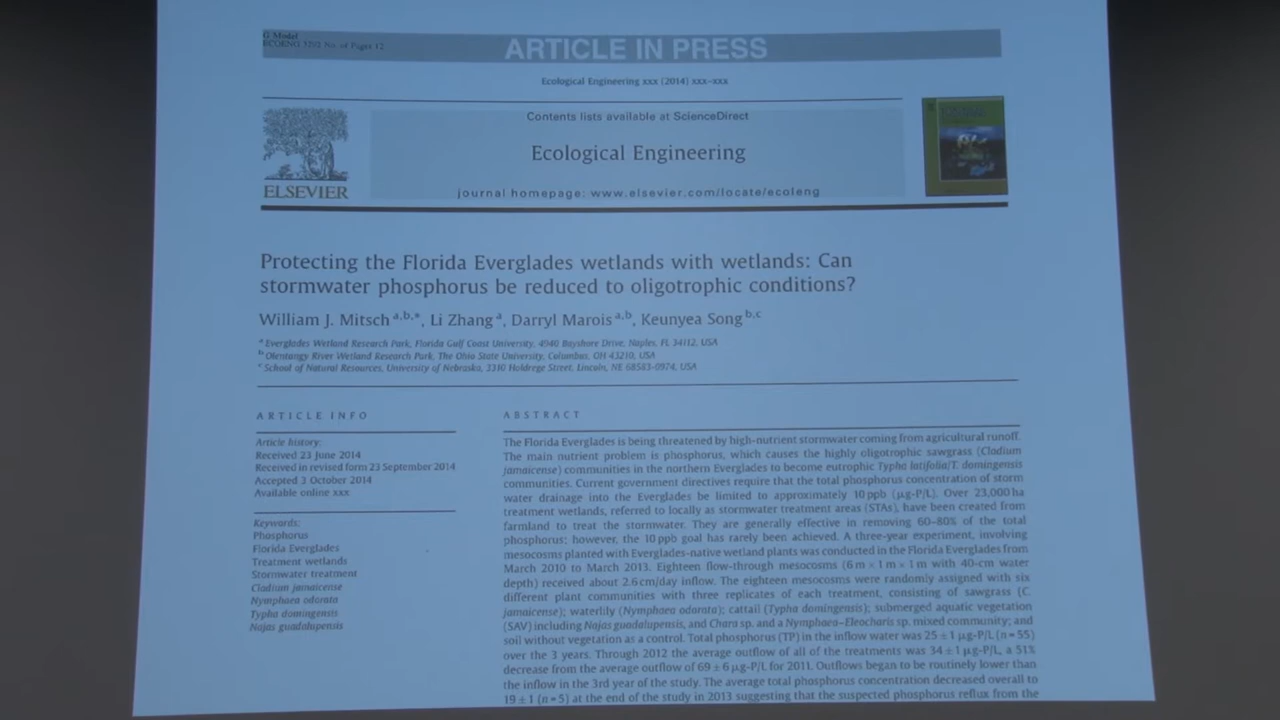 G Model
ECOENG 3292 No. of Pages 12
ARTICLE IN PRESS
Ecological Engineering xxx (2014) xxx–xxx
Contents lists available at ScienceDirect
Ecological Engineering
journal homepage: www.elsevier.com/locate/ecoleng
ELSEVIER
Protecting the Florida Everglades wetlands with wetlands: Can
stormwater phosphorus be reduced to oligotrophic conditions?
William J. Mitsch a,b,*, Li Zhang a, Darryl Marois a,b, Keunyea Song b,c
a Everglades Wetland Research Park, Florida Gulf Coast University, 4940 Bayshore Drive, Naples, FL 34112, USA
b Olentangy River Wetland Research Park, The Ohio State University, Columbus, OH 43210, USA
c School of Natural Resources, University of Nebraska, 3310 Holdrege Street, Lincoln, NE 68583-0974, USA
ARTICLE INFO
Article history:
Received 23 June 2014
Received in revised form 23 September 2014
Accepted 3 October 2014
Available online xxx
Keywords:
Phosphorus
Florida Everglades
Treatment wetlands
Stormwater treatment
Cladium jamaicense
Nymphaea odorata
Typha domingensis
Najas guadalupensis
ABSTRACT
The Florida Everglades is being threatened by high-nutrient stormwater coming from agricultural runoff.
The main nutrient problem is phosphorus, which causes the highly oligotrophic sawgrass (Cladium
jamaicense) communities in the northern Everglades to become eutrophic Typha latifolia/T. domingensis
communities. Current government directives require that the total phosphorus concentration of storm
water drainage into the Everglades be limited to approximately 10 ppb (μg-P/L). Over 23,000 ha
treatment wetlands, referred to locally as stormwater treatment areas (STAs), have been created from
farmland to treat the stormwater. They are generally effective in removing 60–80% of the total
phosphorus; however, the 10 ppb goal has rarely been achieved. A three-year experiment, involving
mesocosms planted with Everglades-native wetland plants was conducted in the Florida Everglades from
March 2010 to March 2013. Eighteen flow-through mesocosms (6 m × 1 m × 1 m with 40-cm water
depth) received about 2.6 cm/day inflow. The eighteen mesocosms were randomly assigned with six
different plant communities with three replicates of each treatment, consisting of sawgrass (C.
jamaicense); waterlily (Nymphaea odorata); cattail (Typha domingensis); submerged aquatic vegetation
(SAV) including Najas guadalupensis, and Chara sp. and a Nymphaea–Eleocharis sp. mixed community; and
soil without vegetation as a control. Total phosphorus (TP) in the inflow water was 25 ± 1 μg-P/L (n = 55)
over the 3 years. Through 2012 the average outflow of all of the treatments was 34 ± 1 μg-P/L, a 51%
decrease from the average outflow of 69 ± 6 μg-P/L for 2011. Outflows began to be routinely lower than
the inflow in the 3rd year of the study. The average total phosphorus concentration decreased overall to
19 ± 1 (n = 5) at the end of the study in 2013 suggesting that the suspected phosphorus reflux from the